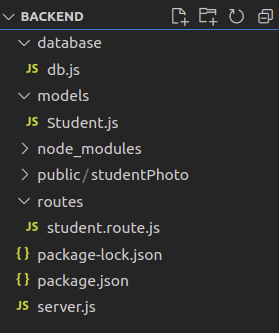 BACKEND
database
JS db.js
models
JS Student.js
node_modules
public/studentPhoto
routes
JS student.route.js
{ } package-lock.json
{ } package.json
JS server.js